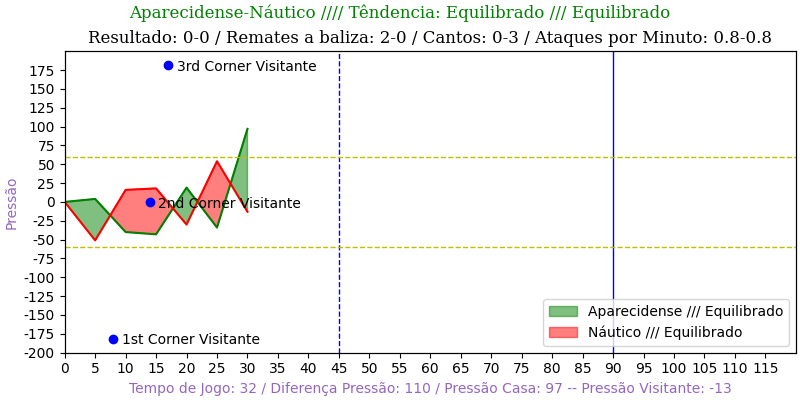 Aparecidense-Náutico //// Têndencia: Equilibrado /// Equilibrado
Resultado: 0-0 / Remates a baliza: 2-0 / Cantos: 0-3 / Ataques por Minuto: 0.8-0.8
Pressão
175
150
125
100
75
50
25
0
-25
-50
-75
-100
-125
-150
-175
-200
3rd Corner Visitante
2nd Corner Visitante
1st Corner Visitante
Aparecidense /// Equilibrado
Náutico /// Equilibrado
0 5 10 15 20 25 30 35 40 45 50 55 60 65 70 75 80 85 90 95 100 105 110 115
Tempo de Jogo: 32 / Diferença Pressão: 110 / Pressão Casa: 97 -- Pressão Visitante: -13